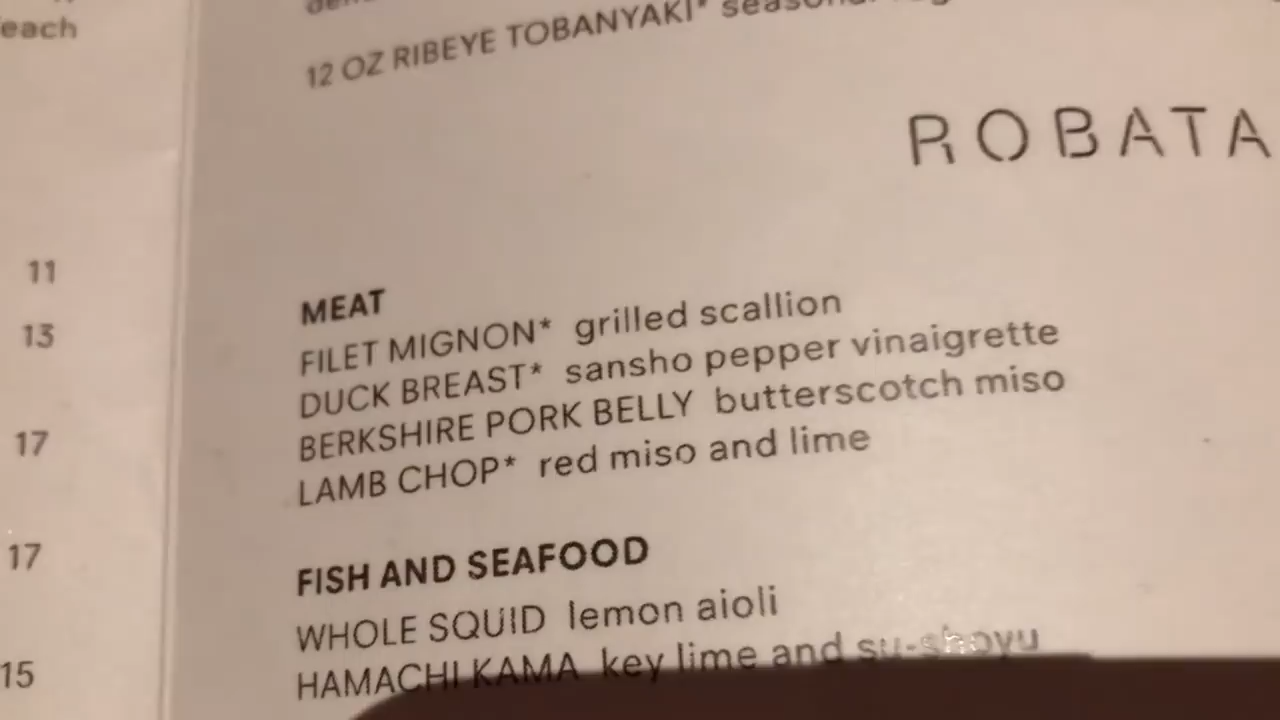 each
12 OZ RIBEYE TOBANYAKI*
ROBATA
11
13
17
17
15
MEAT
FILET MIGNON* grilled scallion
DUCK BREAST* sansho pepper vinaigrette
BERKSHIRE PORK BELLY butterscotch miso
LAMB CHOP* red miso and lime
FISH AND SEAFOOD
WHOLE SQUID lemon aioli
HAMACHI KAMA key lime and su-shoyu